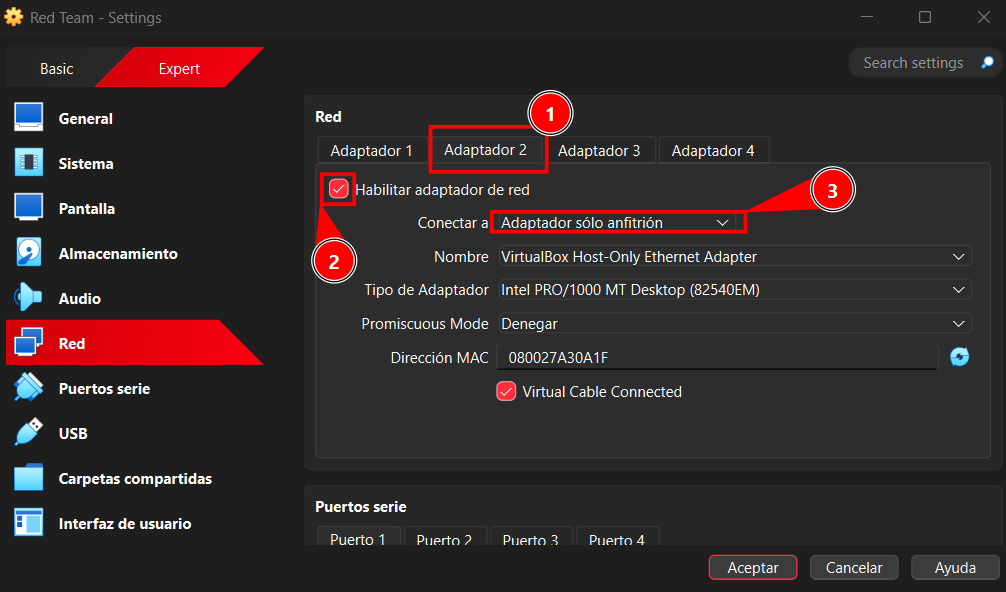 Red Team - Settings
Basic
Expert
Search settings
General
Sistema
Pantalla
Almacenamiento
Audio
Red
Puertos serie
USB
Carpetas compartidas
Interfaz de usuario
Red
1
Adaptador 1
Adaptador 2
Adaptador 3
Adaptador 4
Habilitar adaptador de red
3
Conectar a Adaptador sólo anfitrión
2
Nombre VirtualBox Host-Only Ethernet Adapter
Tipo de Adaptador Intel PRO/1000 MT Desktop (82540EM)
Promiscuous Mode Denegar
Dirección MAC 080027A30A1F
Virtual Cable Connected
Puertos serie
Puerto 1
Puerto 2
Puerto 3
Puerto 4
Aceptar
Cancelar
Ayuda